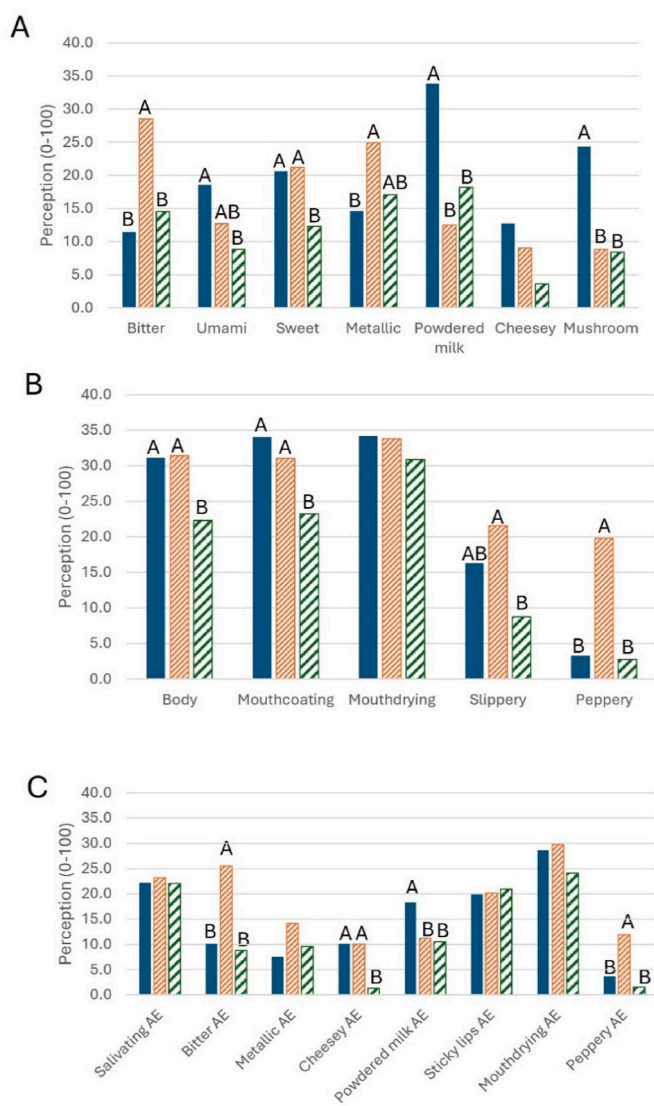 A
Perception (0-100)
40.0
35.0
30.0
25.0
20.0
15.0
10.0
5.0
0.0
B A B
A AB B
A A B
B A AB
A B B
A B B
Bitter Umami Sweet Metallic Powdered milk Cheesey Mushroom
B
Perception (0-100)
40.0
35.0
30.0
25.0
20.0
15.0
10.0
5.0
0.0
A A B
A A B
AB A B
B A B
Body Mouthcoating Mouthdrying Slippery Peppery
C
Perception (0-100)
40.0
35.0
30.0
25.0
20.0
15.0
10.0
5.0
0.0
B A B
A A B
A B B
B A B
Salivating AE
Bitter AE
Metallic AE
Cheesey AE
Powdered milk AE
Sticky lips AE
Mouthdrying AE
Peppery AE